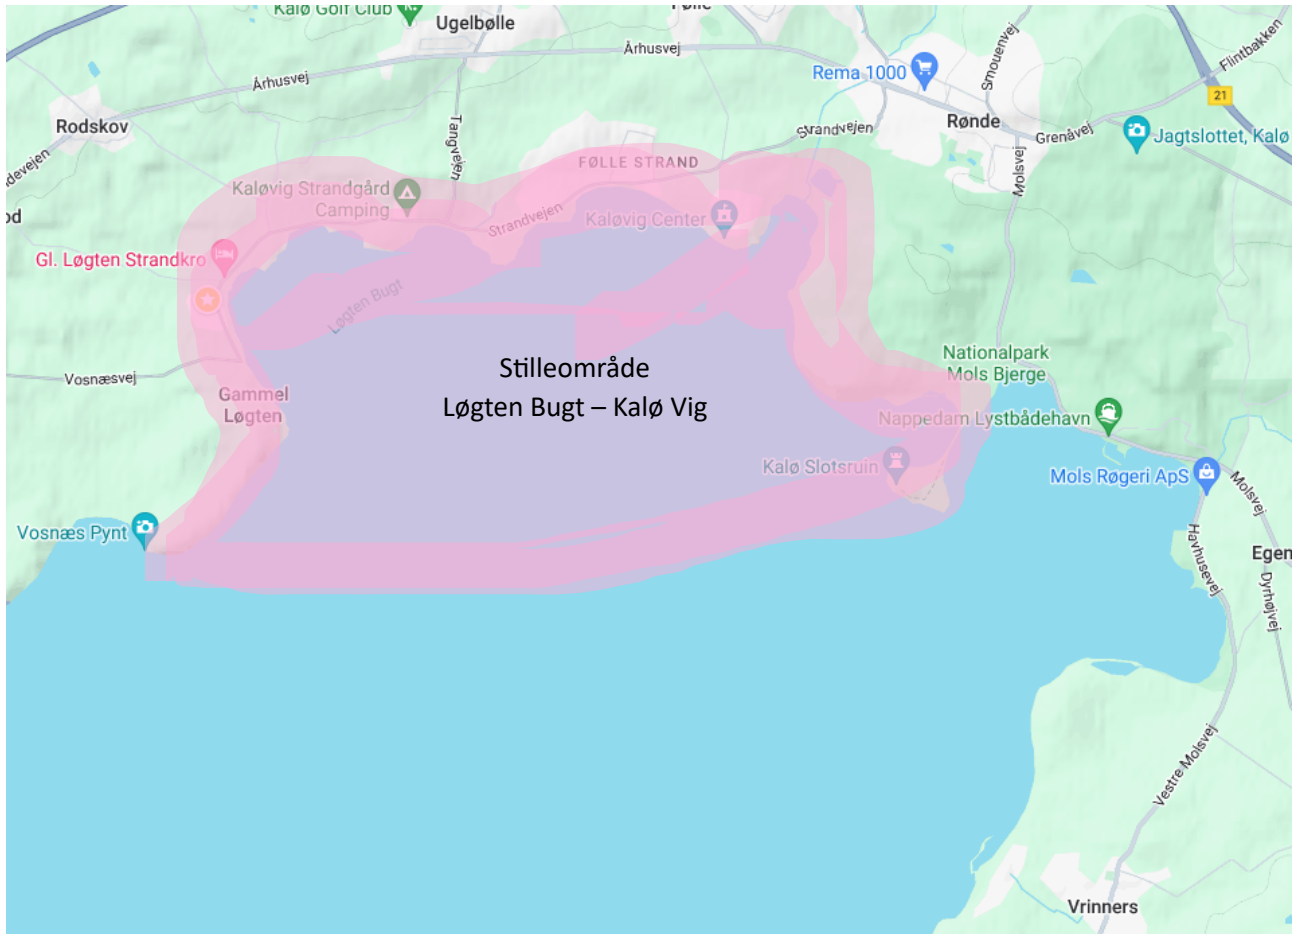 Kalø Golf Club
Ugelbølle
Århusvej
Århusvej
Rema 1000
Smouenvej
Flintbakken
21
Rodskov
Tangvejen
Strandvejen
Rønde
Grenåvej
Jagtslottet, Kalø
FØLLE STRAND
Molsvej
Kaløvig Strandgård
Camping
Strandvejen
Kaløvig Center
Gl. Løgten Strandkro
Løgten Bugt
Stilleområde
Løgten Bugt – Kalø Vig
Vosnæsvej
Gammel
Løgten
Nationalpark
Mols Bjerge
Nappedam Lystbådehavn
Kalø Slotsruin
Mols Røgeri ApS
Molsvej
Vosnæs Pynt
Havhusevej
Egen
Dyrhøjvej
Vestre Molsvej
Vrinners